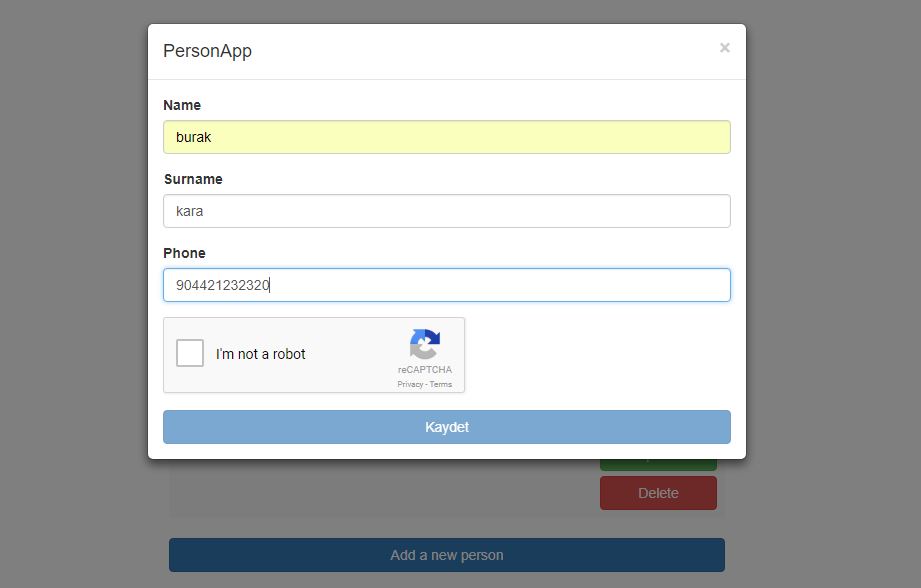 PersonApp
×
Name
burak
Surname
kara
Phone
904421232320
I'm not a robot
reCAPTCHA
Privacy - Terms
Kaydet
Delete
Add a new person